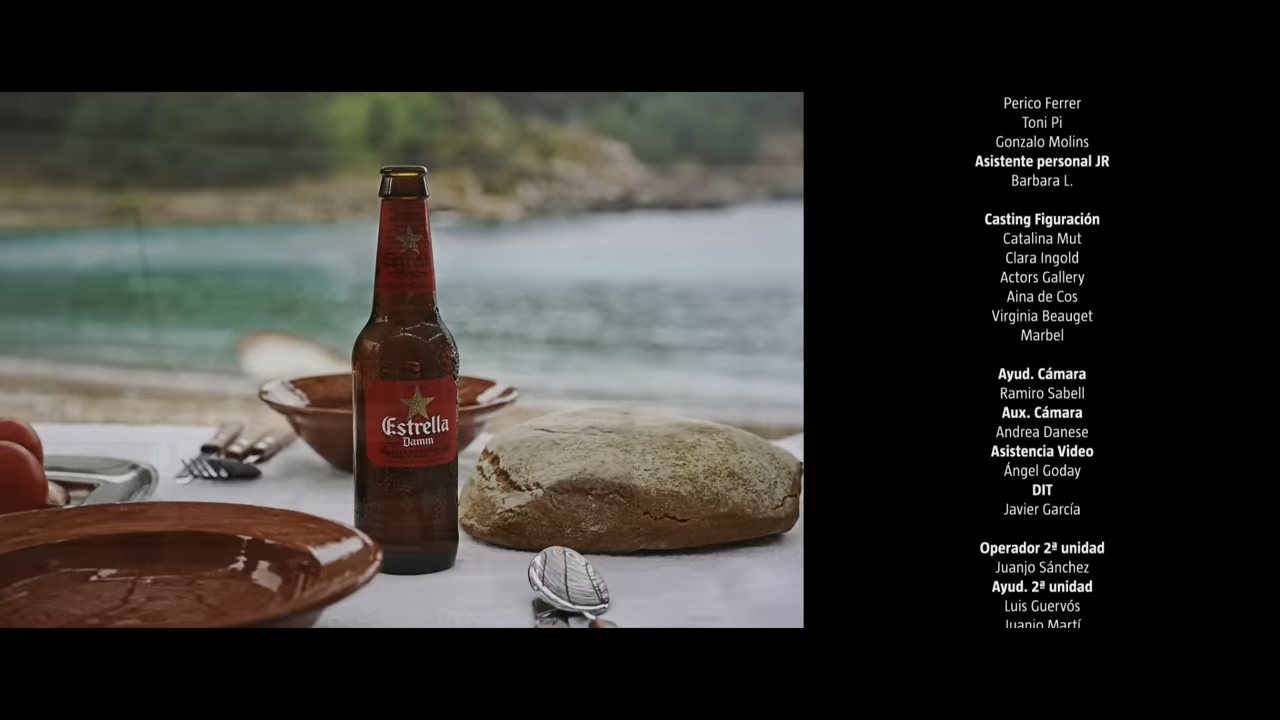 Estrella
Damm
Perico Ferrer
Toni Pi
Gonzalo Molins
Asistente personal JR
Barbara L.
Casting Figuración
Catalina Mut
Clara Ingold
Actors Gallery
Aina de Cos
Virginia Beauget
Marbel
Ayud. Cámara
Ramiro Sabell
Aux. Cámara
Andrea Danese
Asistencia Video
Ángel Goday
DIT
Javier García
Operador 2ª unidad
Juanjo Sánchez
Ayud. 2ª unidad
Luis Guervós
Juanjo Martí